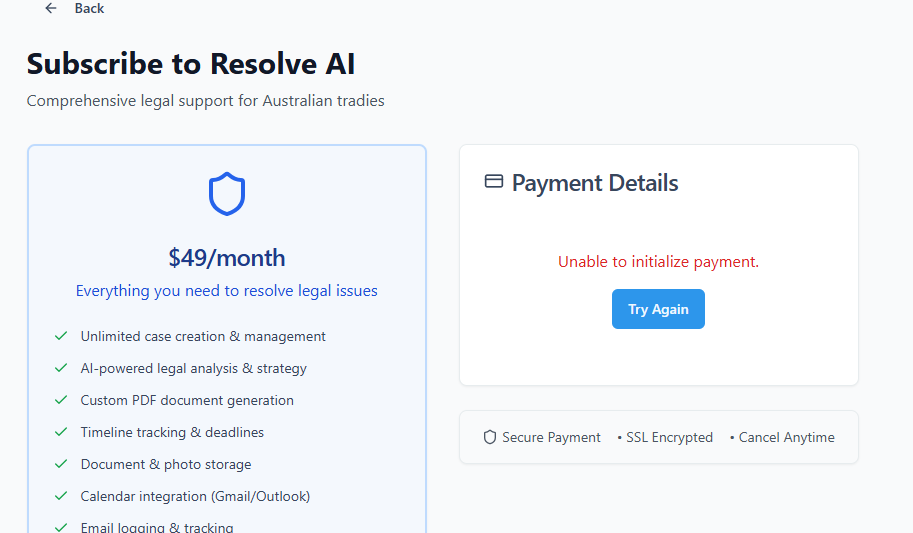 Back
Subscribe to Resolve AI
Comprehensive legal support for Australian tradies
$49/month
Everything you need to resolve legal issues
Unlimited case creation & management
AI-powered legal analysis & strategy
Custom PDF document generation
Timeline tracking & deadlines
Document & photo storage
Calendar integration (Gmail/Outlook)
Email logging & tracking
Payment Details
Unable to initialize payment.
Try Again
Secure Payment • SSL Encrypted • Cancel Anytime